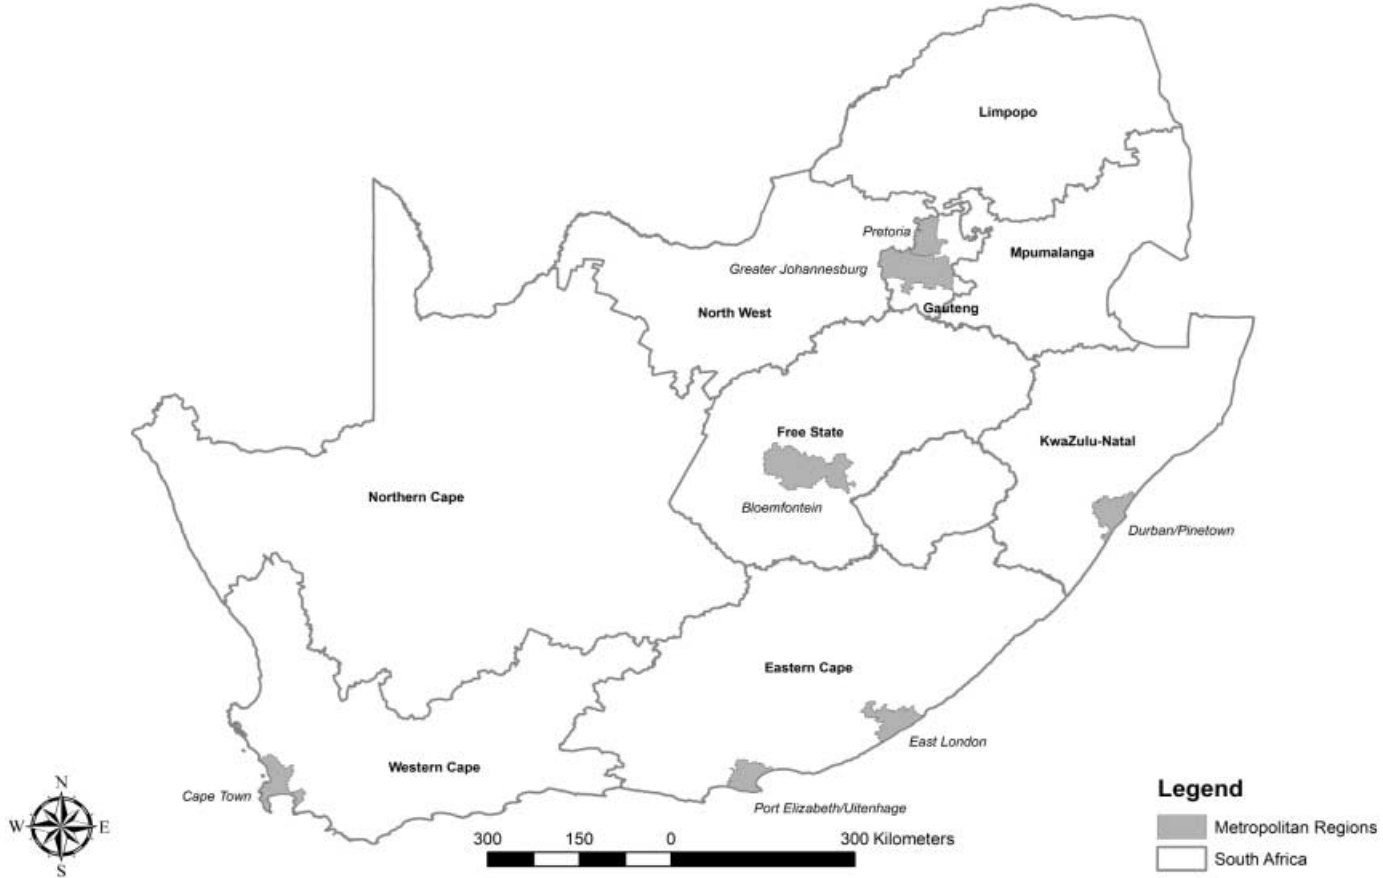 Limpopo
Pretoria
Mpumalanga
Greater Johannesburg
Gauteng
North West
Free State
KwaZulu-Natal
Northern Cape
Bloemfontein
Durban/Pinetown
Eastern Cape
East London
Western Cape
Cape Town
Port Elizabeth/Uitenhage
N
W E
S
300 150 0 300 Kilometers
Legend
Metropolitan Regions
South Africa